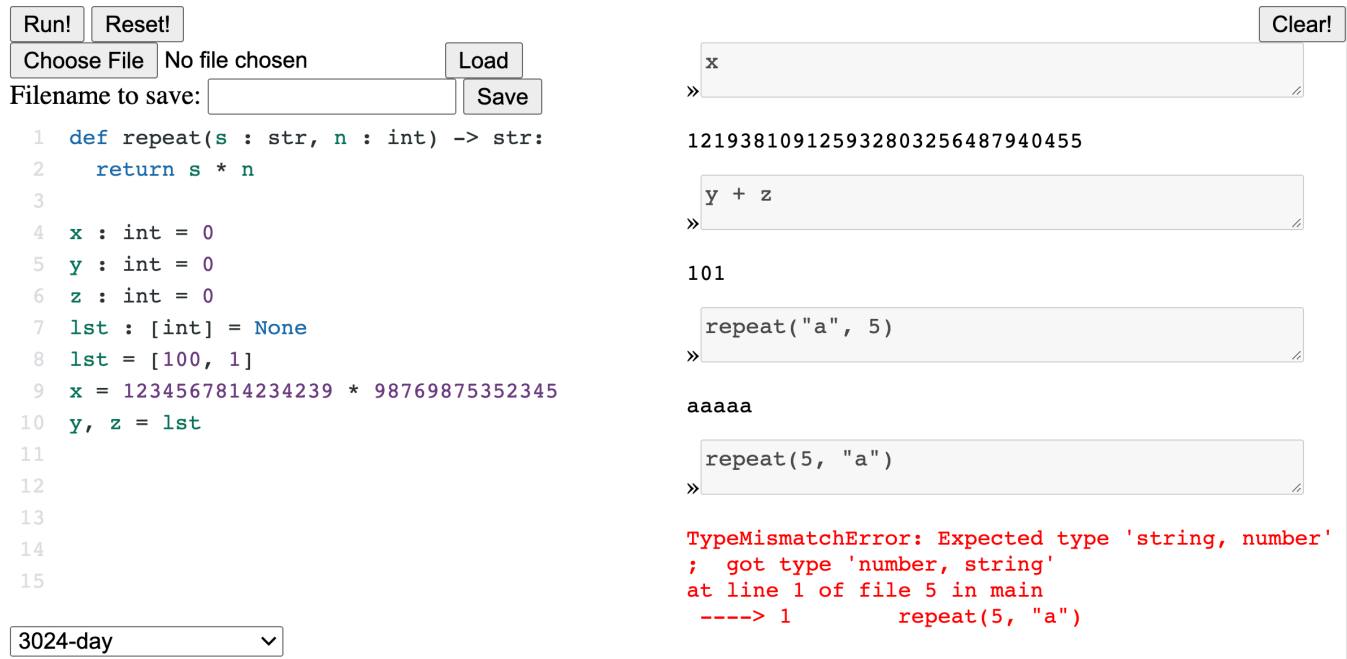 Run! Reset! Clear!
Choose File No file chosen Load
Filename to save: Save
1 def repeat(s : str, n : int) -> str:
2   return s * n
3
4 x : int = 0
5 y : int = 0
6 z : int = 0
7 lst : [int] = None
8 lst = [100, 1]
9 x = 1234567814234239 * 98769875352345
10 y, z = lst
11
12
13
14
15
3024-day
x
»
121938109125932803256487940455
y + z
»
101
repeat("a", 5)
»
aaaaa
repeat(5, "a")
»
TypeMismatchError: Expected type 'string, number'
;  got type 'number, string'
at line 1 of file 5 in main
 ----> 1        repeat(5, "a")